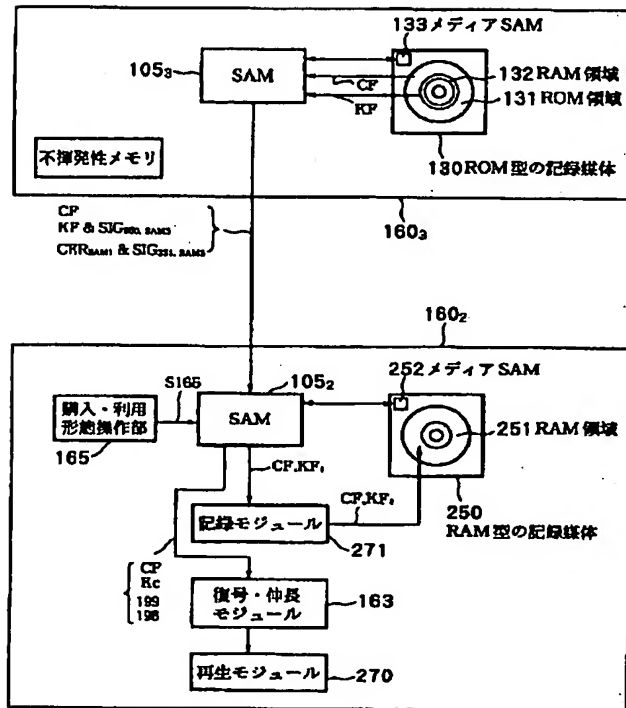 133メディアSAM
105₃
SAM
132RAM領域
131ROM領域
CF
KF
不揮発性メモリ
130ROM型の記録媒体
160₃
CF
160₂
105₂
252メディアSAM
S165
購入・利用
形態操作部
165
SAM
251RAM領域
CF,KF₁
CF,KF₁
250
RAM型の記録媒体
記録モジュール
271
CF
Kc
199
196
復号・伸長
モジュール
163
再生モジュール
270